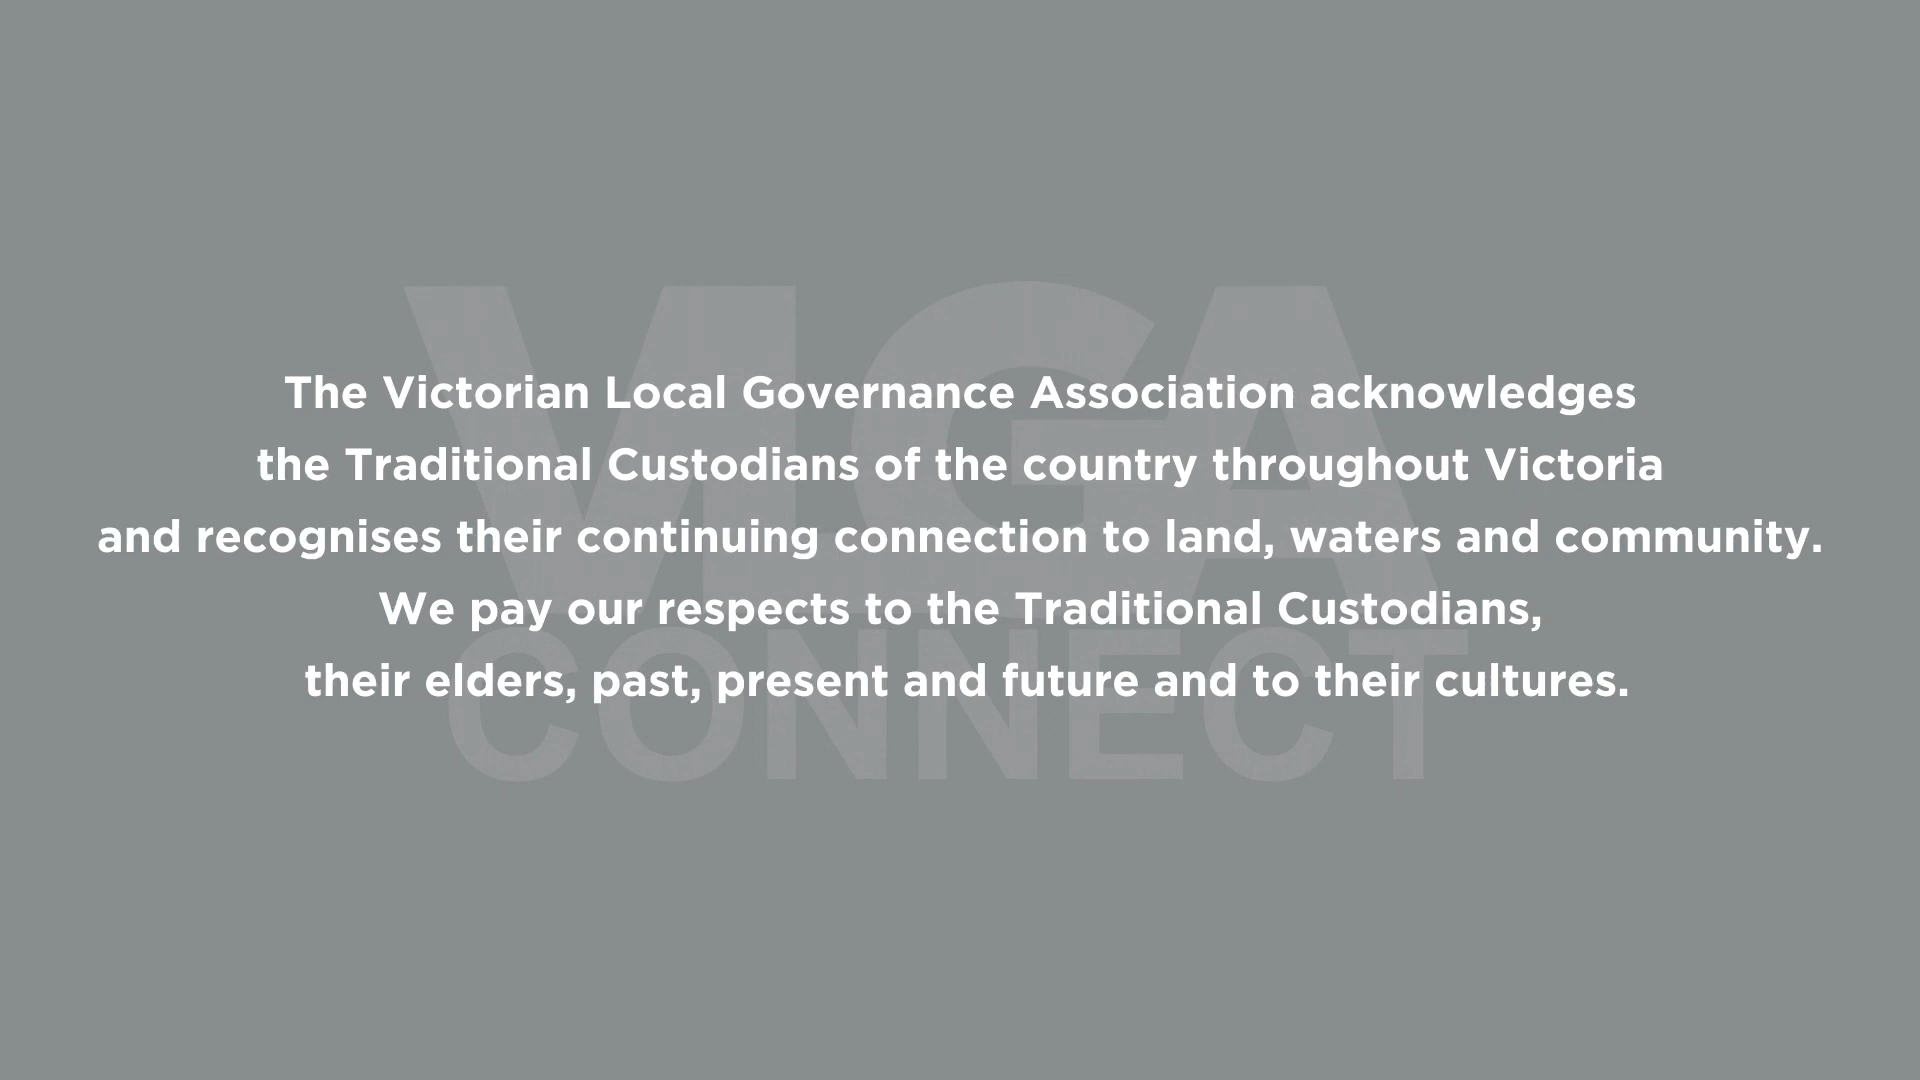 The Victorian Local Governance Association acknowledges
the Traditional Custodians of the country throughout Victoria
and recognises their continuing connection to land, waters and community.
We pay our respects to the Traditional Custodians,
their elders, past, present and future and to their cultures.
VLGA
CONNECT